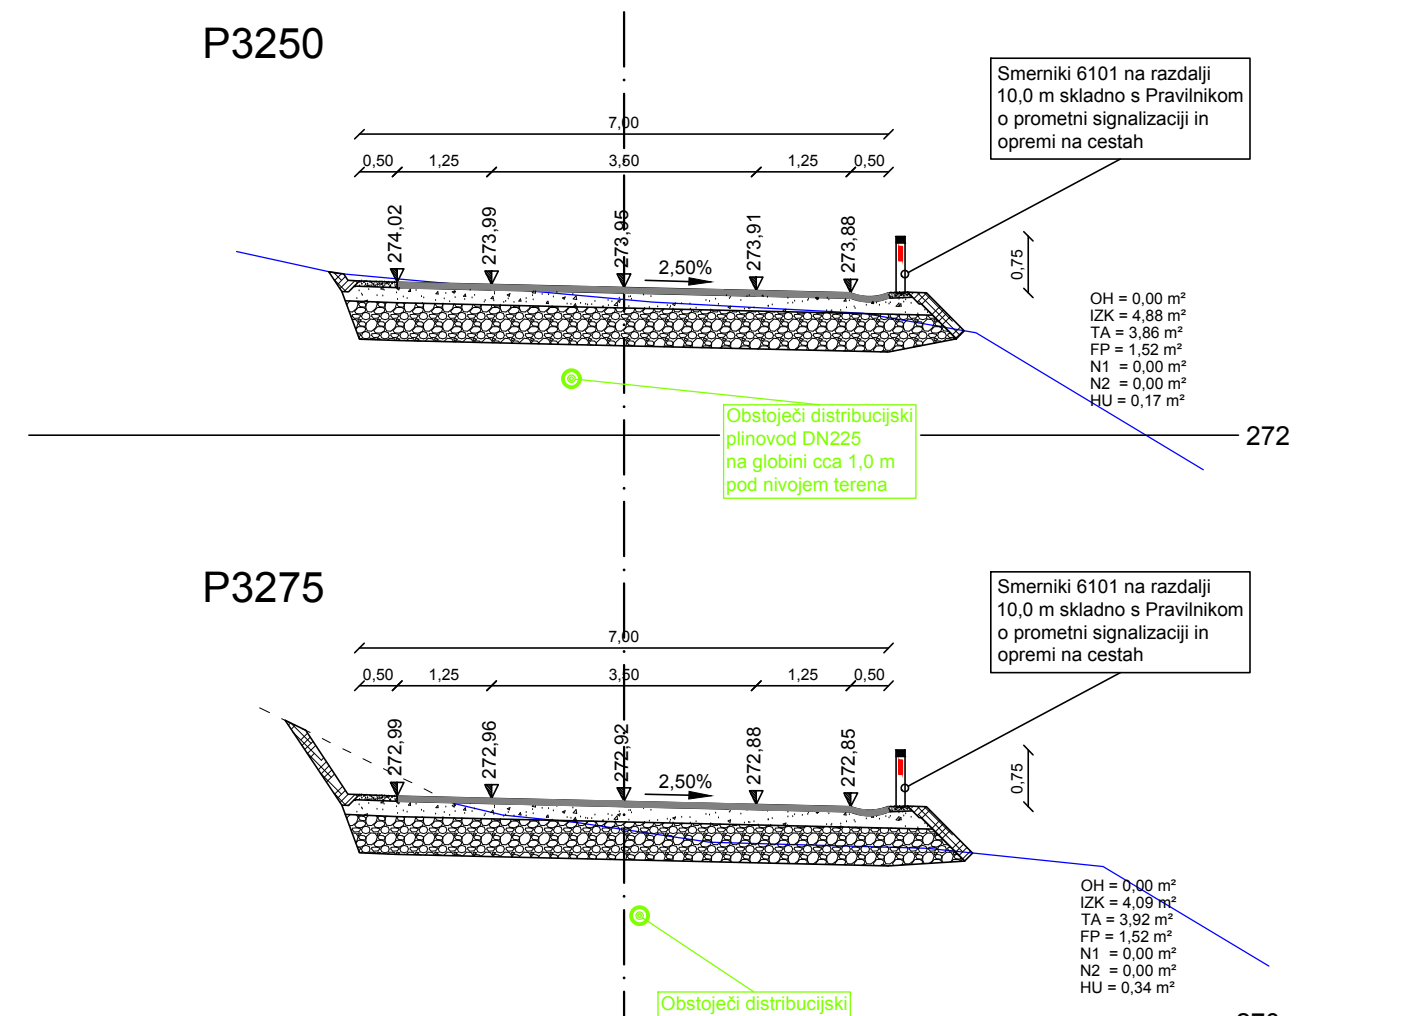 P3250
Smerniki 6101 na razdalji
10,0 m skladno s Pravilnikom
o prometni signalizaciji in
opremi na cestah
7,00
0,50 1,25 3,60 1,25 0,50
274,02 273,99 273,95 273,91 273,88
2,50%
0,75
OH = 0,00 m²
IZK = 4,88 m²
TA = 3,86 m²
FP = 1,52 m²
N1 = 0,00 m²
N2 = 0,00 m²
HU = 0,17 m²
Obstoječi distribucijski
plinovod DN225
na globini cca 1,0 m
pod nivojem terena
272
P3275
Smerniki 6101 na razdalji
10,0 m skladno s Pravilnikom
o prometni signalizaciji in
opremi na cestah
7,00
0,50 1,25 3,50 1,25 0,50
272,99 272,96 272,92 272,88 272,85
2,50%
0,75
OH = 0,00 m²
IZK = 4,09 m²
TA = 3,92 m²
FP = 1,52 m²
N1 = 0,00 m²
N2 = 0,00 m²
HU = 0,34 m²
Obstoječi distribucijski